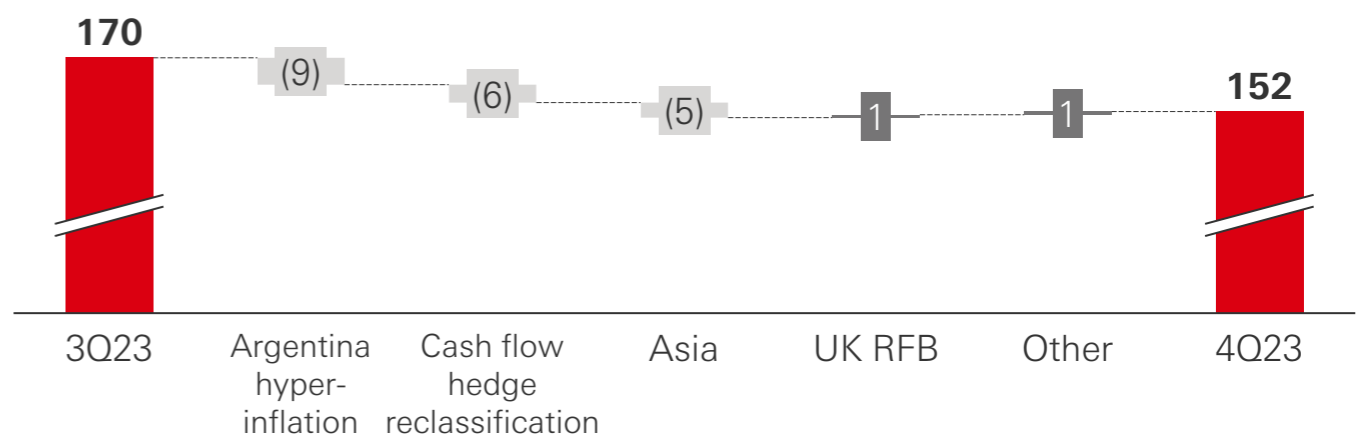 170
(9)
(6)
(5)
1
1
152
3Q23
Argentina
hyper-
inflation
Cash flow
hedge
reclassification
Asia
UK RFB
Other
4Q23